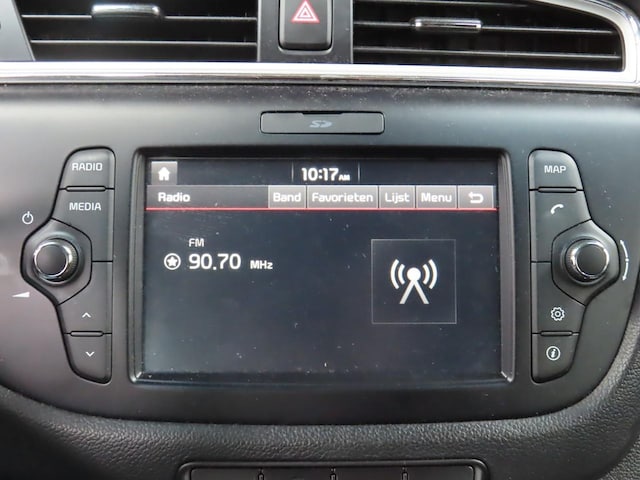 SD
RADIO
MAP
MEDIA
10:17 AM
Radio Band Favorieten Lijst Menu
FM
90.70 MHz